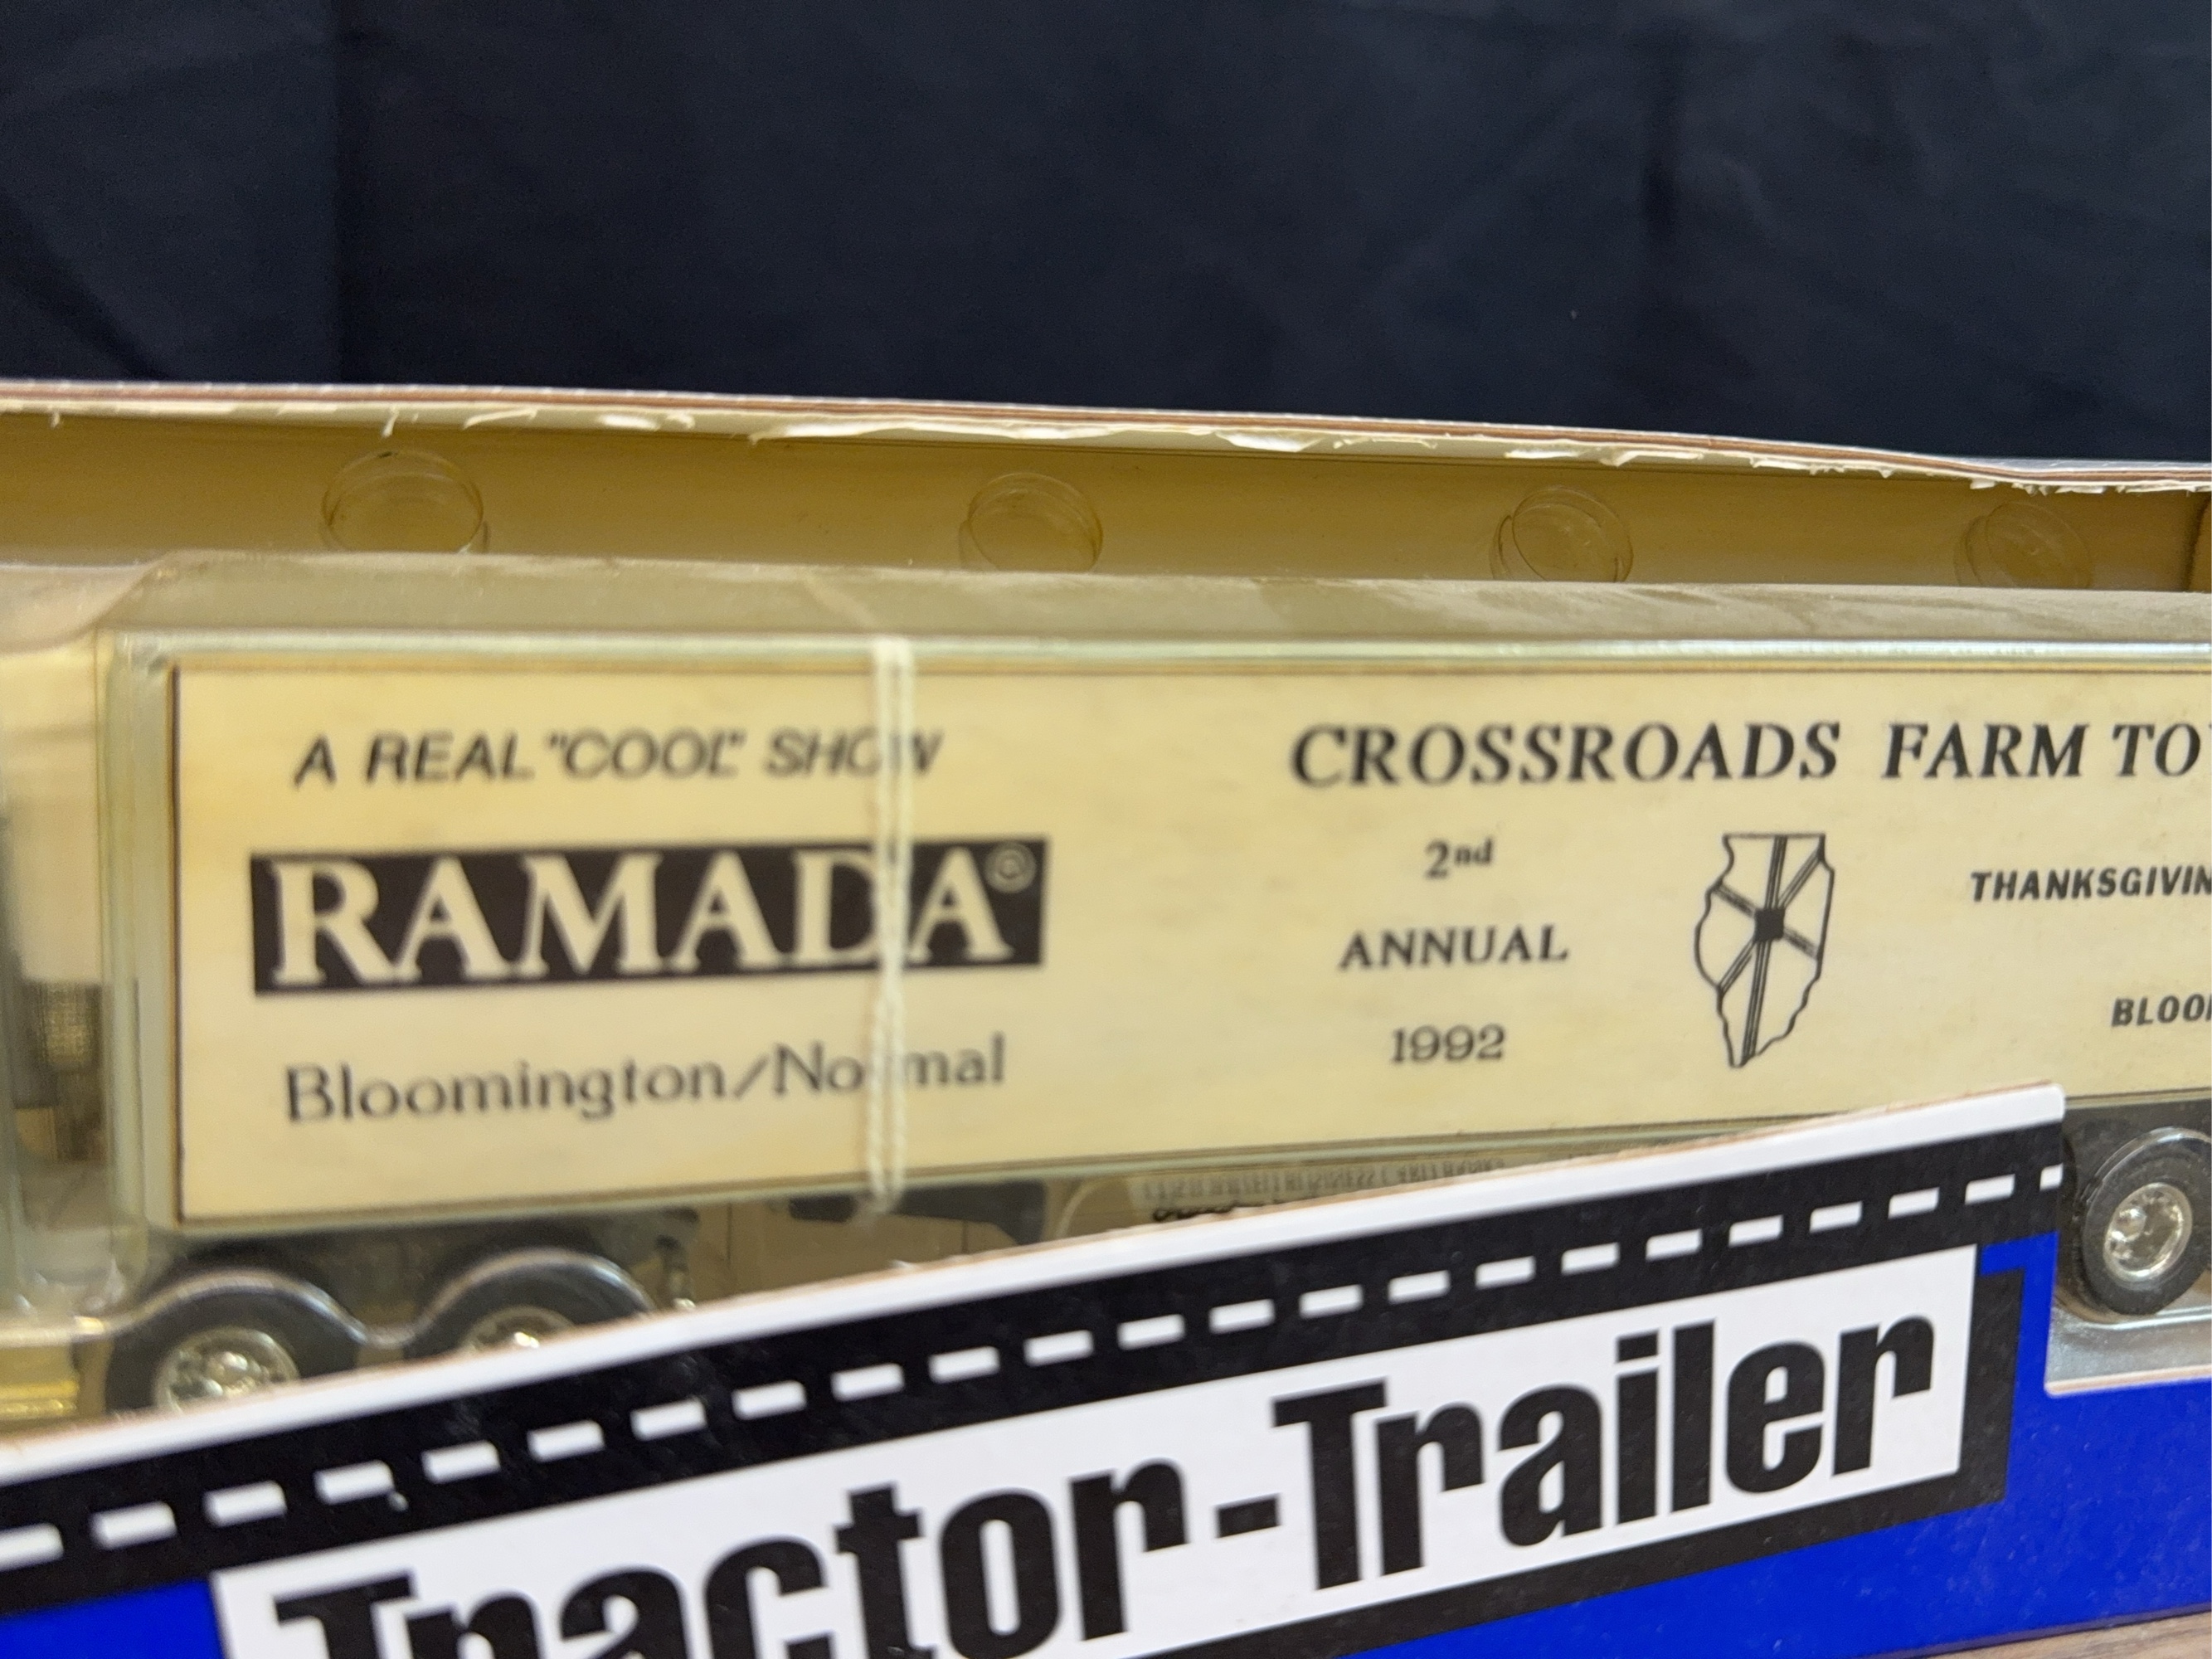 A REAL "COOL" SHOW
RAMADA®
Bloomington/Normal
CROSSROADS FARM TO
2nd
ANNUAL
1992
THANKSGIVIN
BLOO
Tractor-Trailer